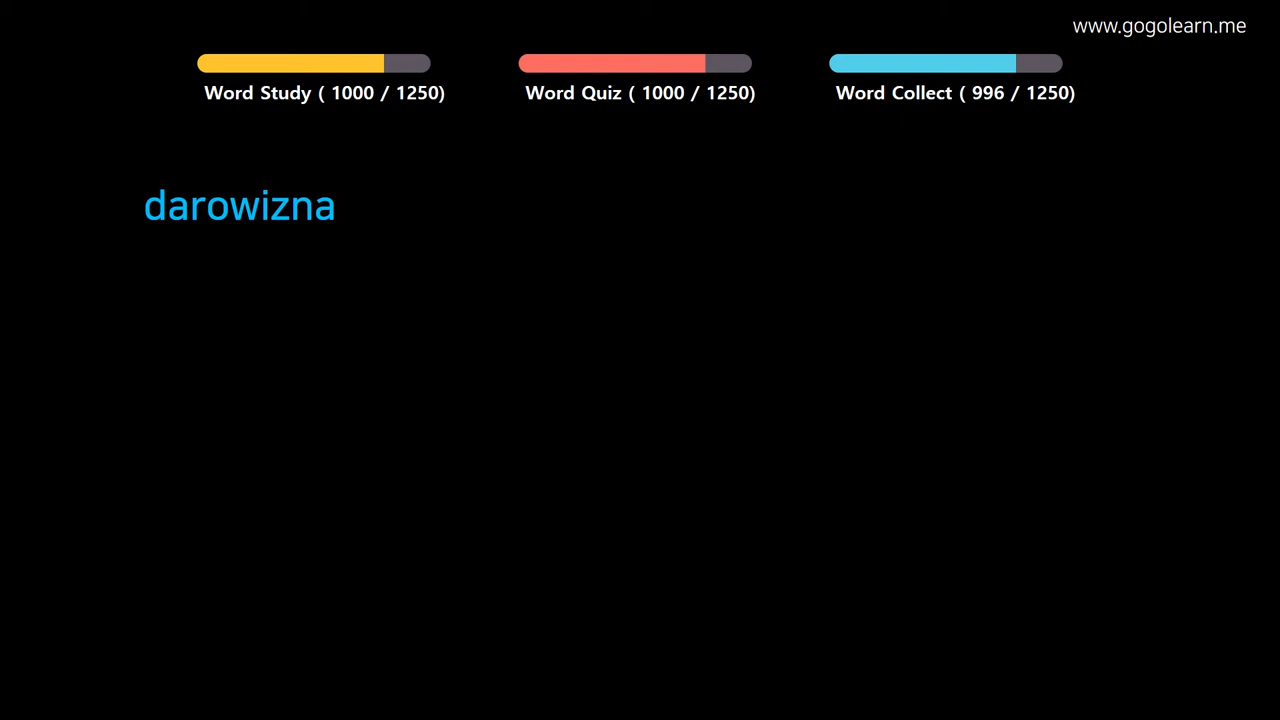 www.gogolearn.me
Word Study ( 1000 / 1250)
Word Quiz ( 1000 / 1250)
Word Collect ( 996 / 1250)
darowizna